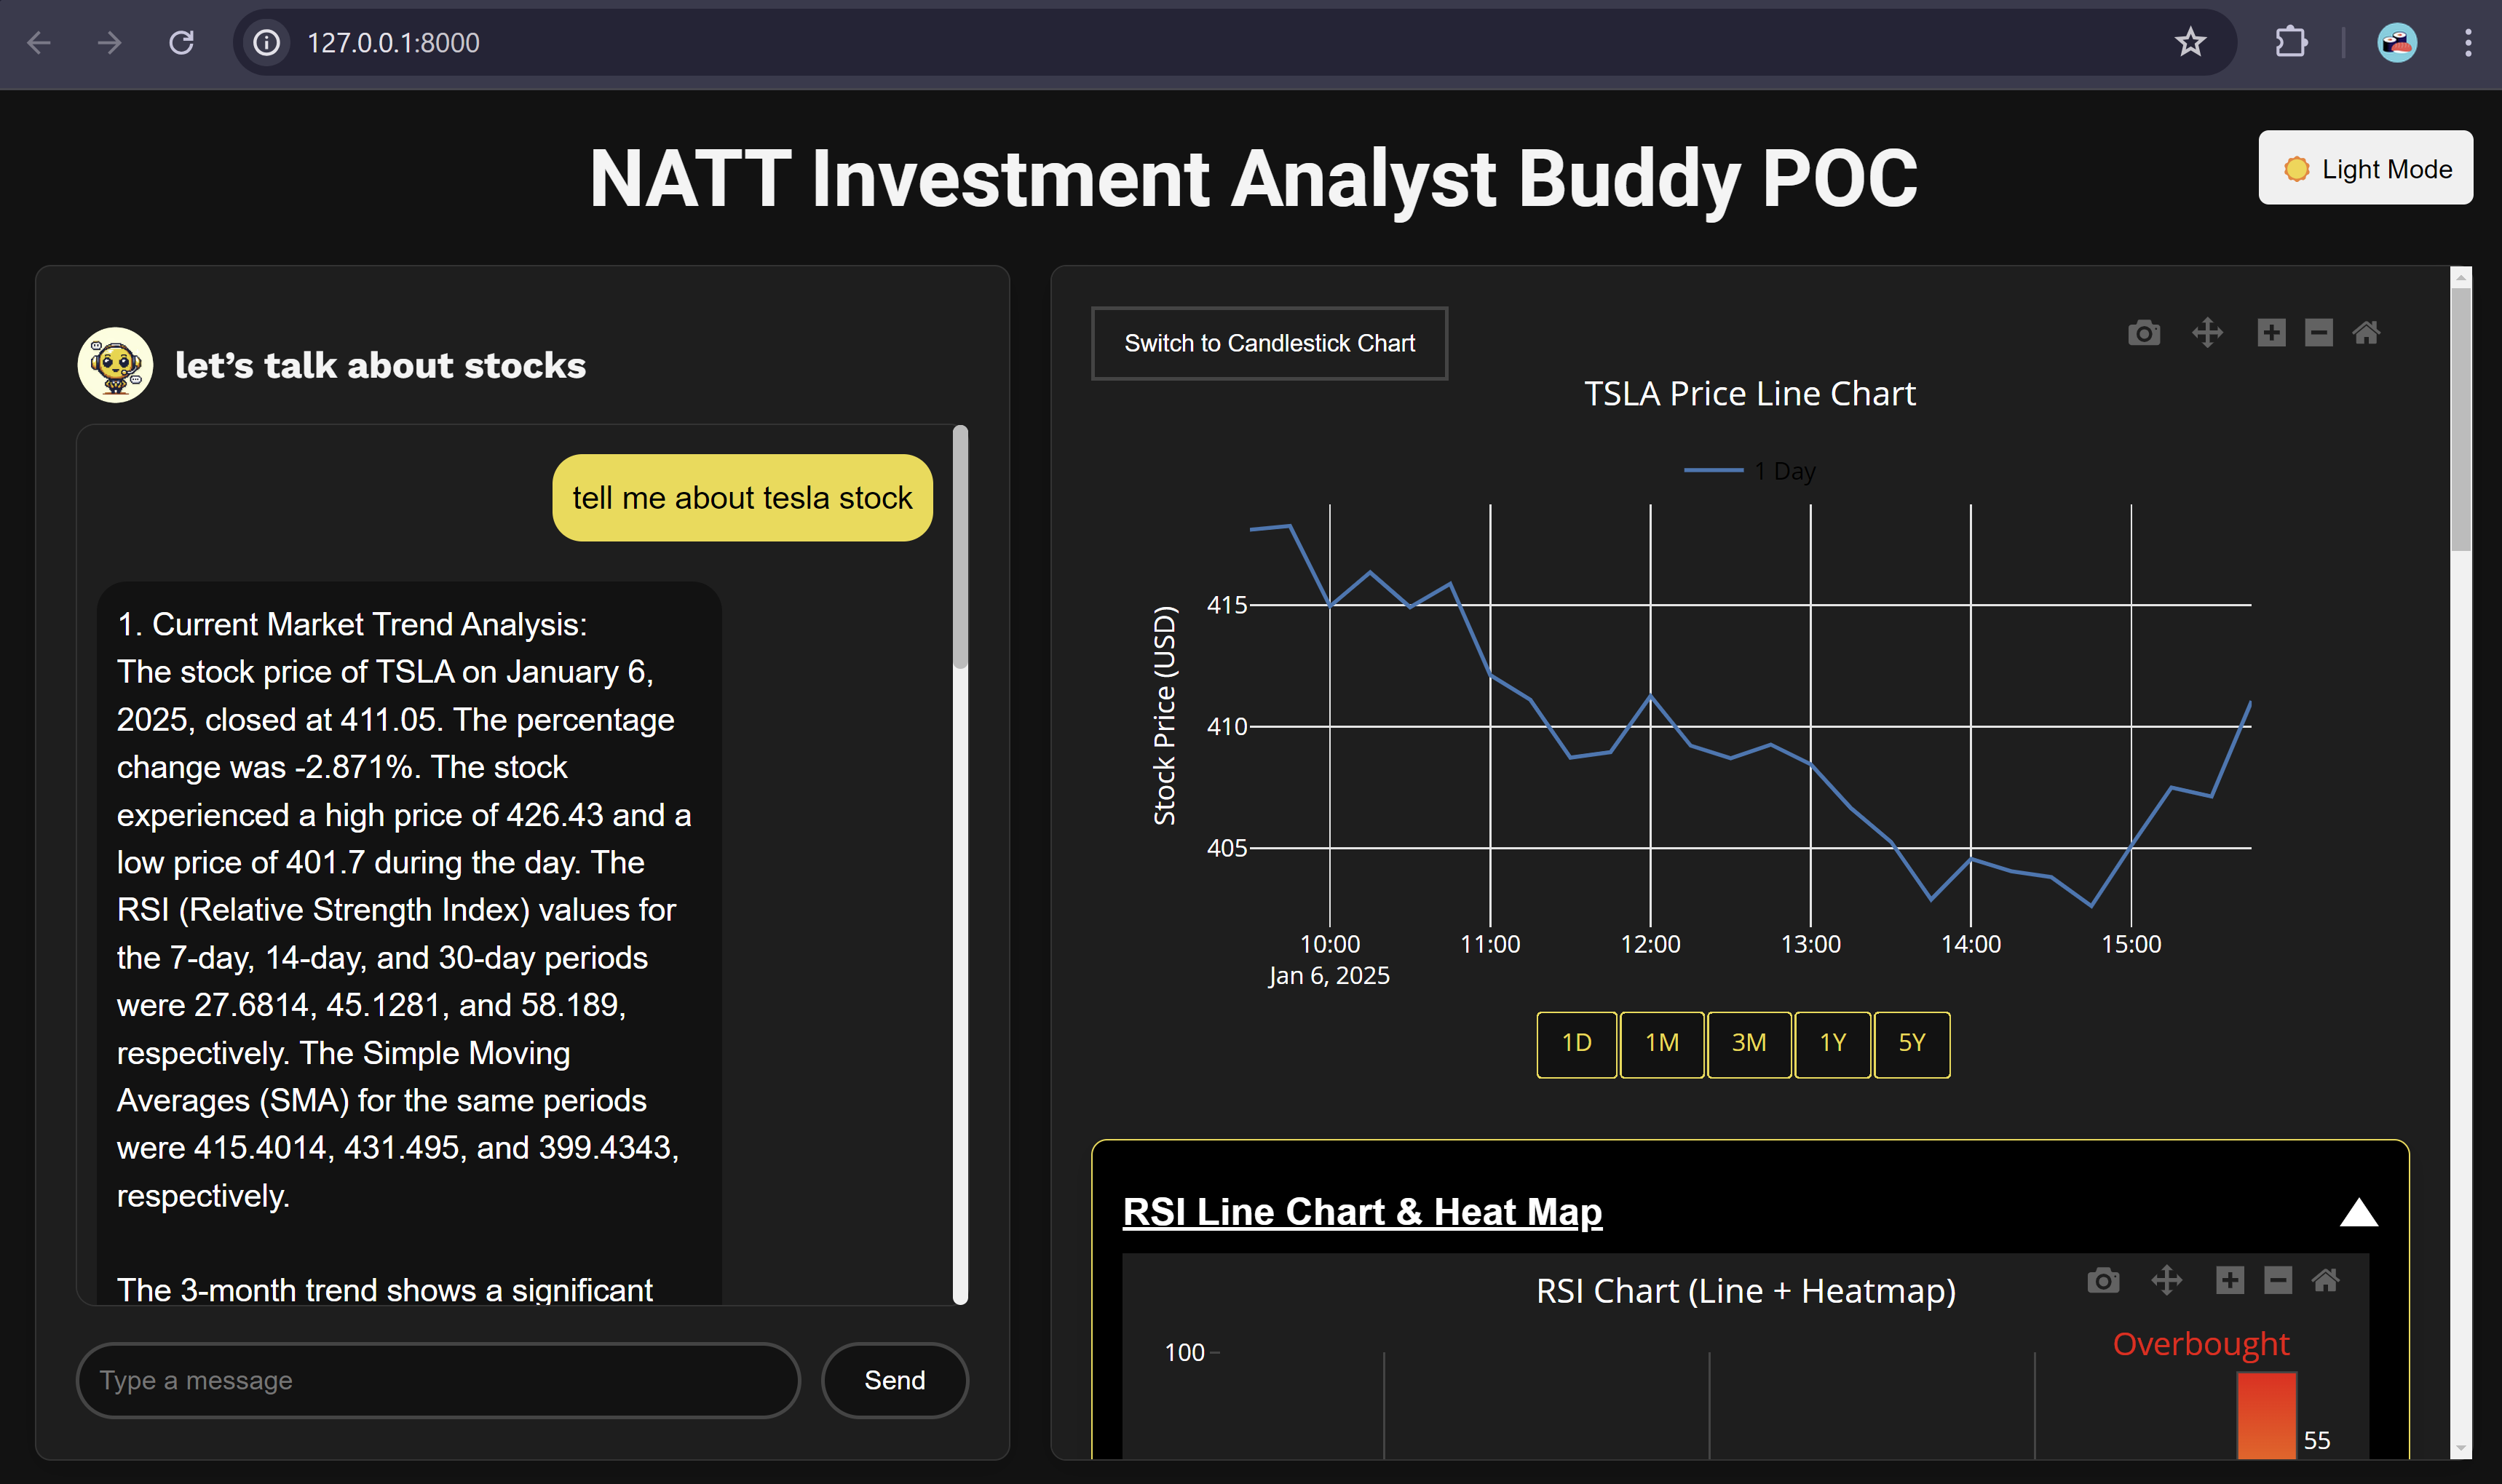 127.0.0.1:8000
NATT Investment Analyst Buddy POC
Light Mode
let’s talk about stocks
tell me about tesla stock
1. Current Market Trend Analysis:
The stock price of TSLA on January 6,
2025, closed at 411.05. The percentage
change was -2.871%. The stock
experienced a high price of 426.43 and a
low price of 401.7 during the day. The
RSI (Relative Strength Index) values for
the 7-day, 14-day, and 30-day periods
were 27.6814, 45.1281, and 58.189,
respectively. The Simple Moving
Averages (SMA) for the same periods
were 415.4014, 431.495, and 399.4343,
respectively.
The 3-month trend shows a significant
Type a message
Send
Switch to Candlestick Chart
TSLA Price Line Chart
1 Day
Stock Price (USD)
415
410
405
10:00 11:00 12:00 13:00 14:00 15:00
Jan 6, 2025
1D 1M 3M 1Y 5Y
RSI Line Chart & Heat Map
RSI Chart (Line + Heatmap)
Overbought
100
55